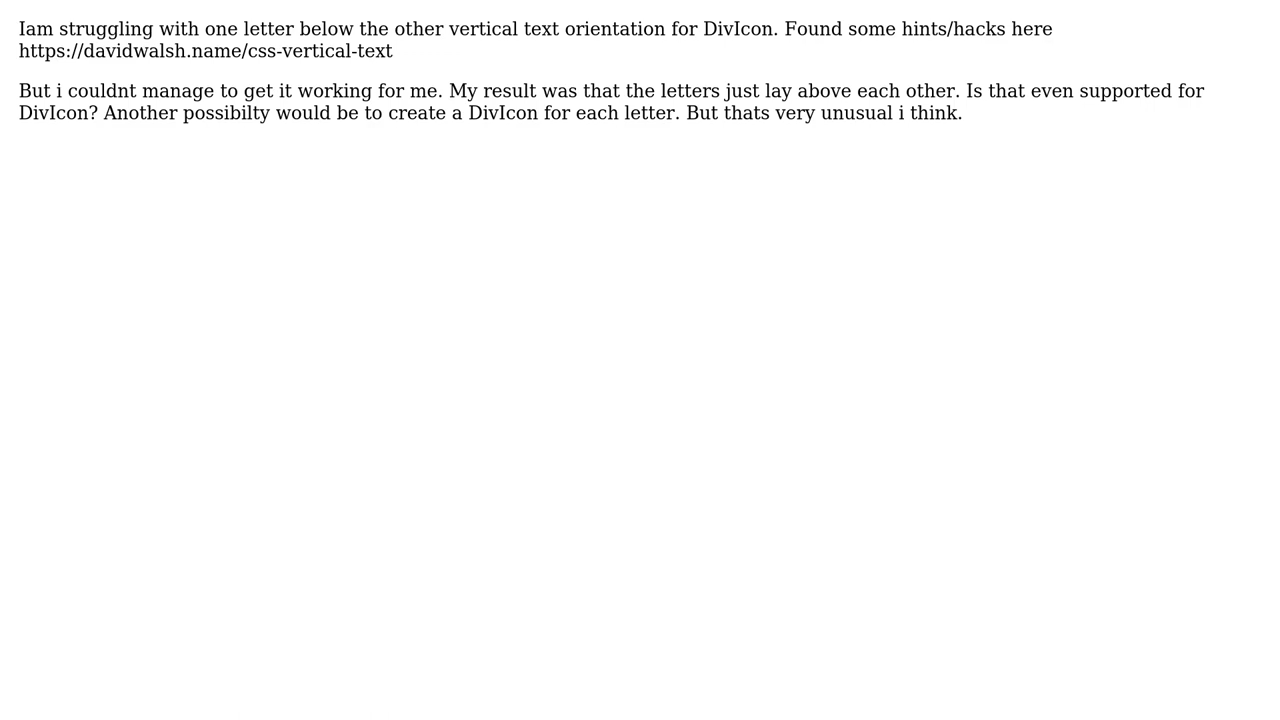 Iam struggling with one letter below the other vertical text orientation for DivIcon. Found some hints/hacks here
https://davidwalsh.name/css-vertical-text
But i couldnt manage to get it working for me. My result was that the letters just lay above each other. Is that even supported for
DivIcon? Another possibilty would be to create a DivIcon for each letter. But thats very unusual i think.